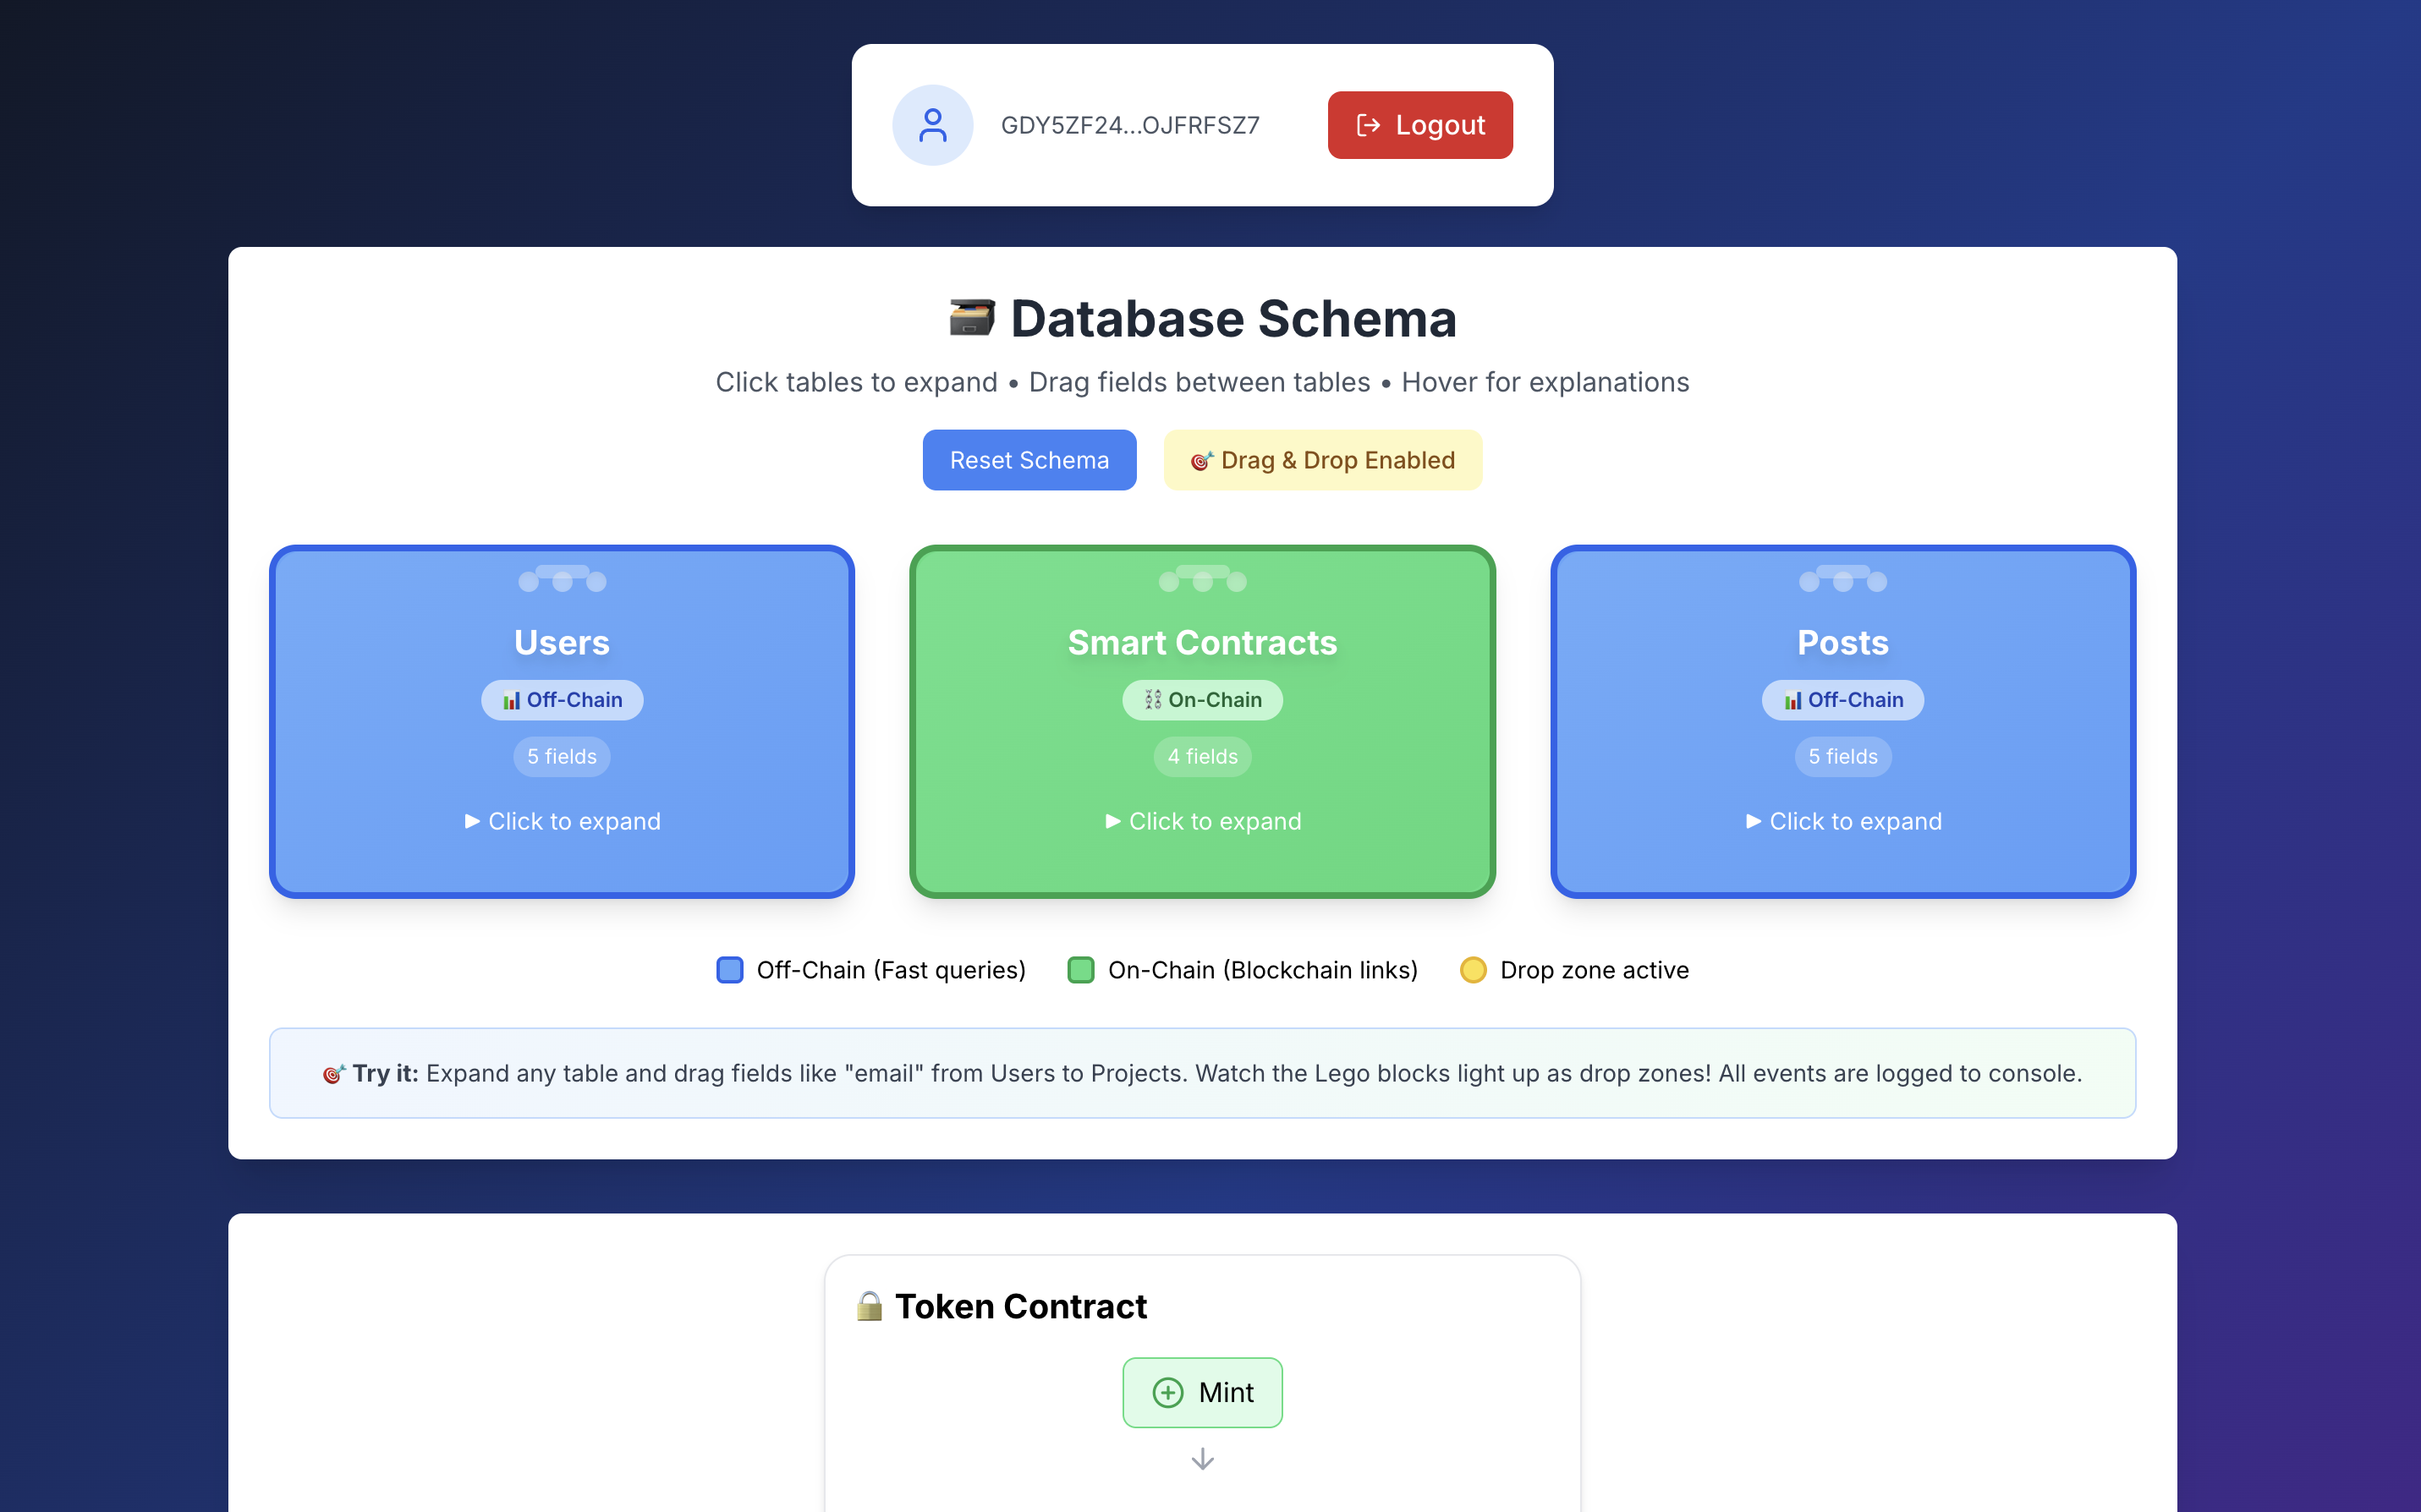 GDY5ZF24...OJFRFSZ7
Logout
Database Schema
Click tables to expand • Drag fields between tables • Hover for explanations
Reset Schema
🎯 Drag & Drop Enabled
Users
📊 Off-Chain
5 fields
▶ Click to expand
Smart Contracts
⛓️ On-Chain
4 fields
▶ Click to expand
Posts
📊 Off-Chain
5 fields
▶ Click to expand
Off-Chain (Fast queries)
On-Chain (Blockchain links)
Drop zone active
🎯 Try it: Expand any table and drag fields like "email" from Users to Projects. Watch the Lego blocks light up as drop zones! All events are logged to console.
🔒 Token Contract
Mint